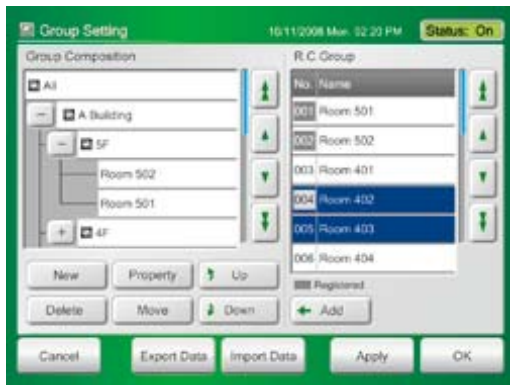 Group Setting
10/11/2008 Mon. 02:20 PM
Status: On
Group Composition
R.C Group
All
A Building
5F
Room 502
Room 501
4F
No. Name
001 Room 501
002 Room 502
003 Room 401
004 Room 402
005 Room 403
006 Room 404
Registered
New
Property
Up
Delete
Move
Down
Add
Cancel
Export Data
Import Data
Apply
OK